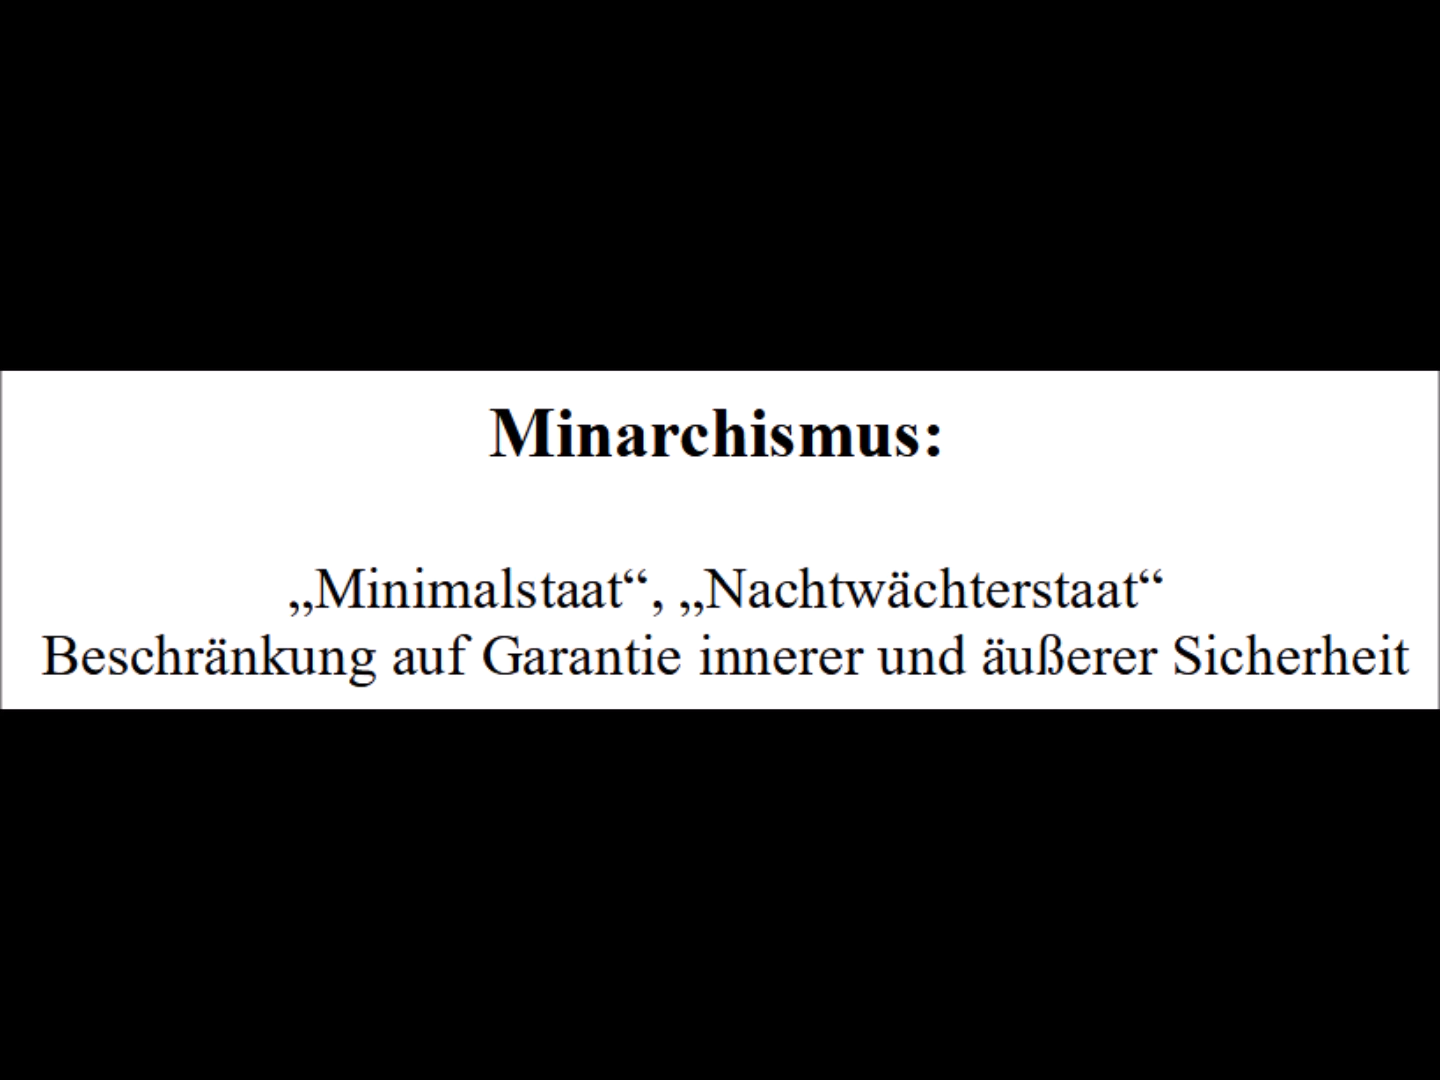 Minarchismus:
„Minimalstaat“, „Nachtwächterstaat“
Beschränkung auf Garantie innerer und äußerer Sicherheit